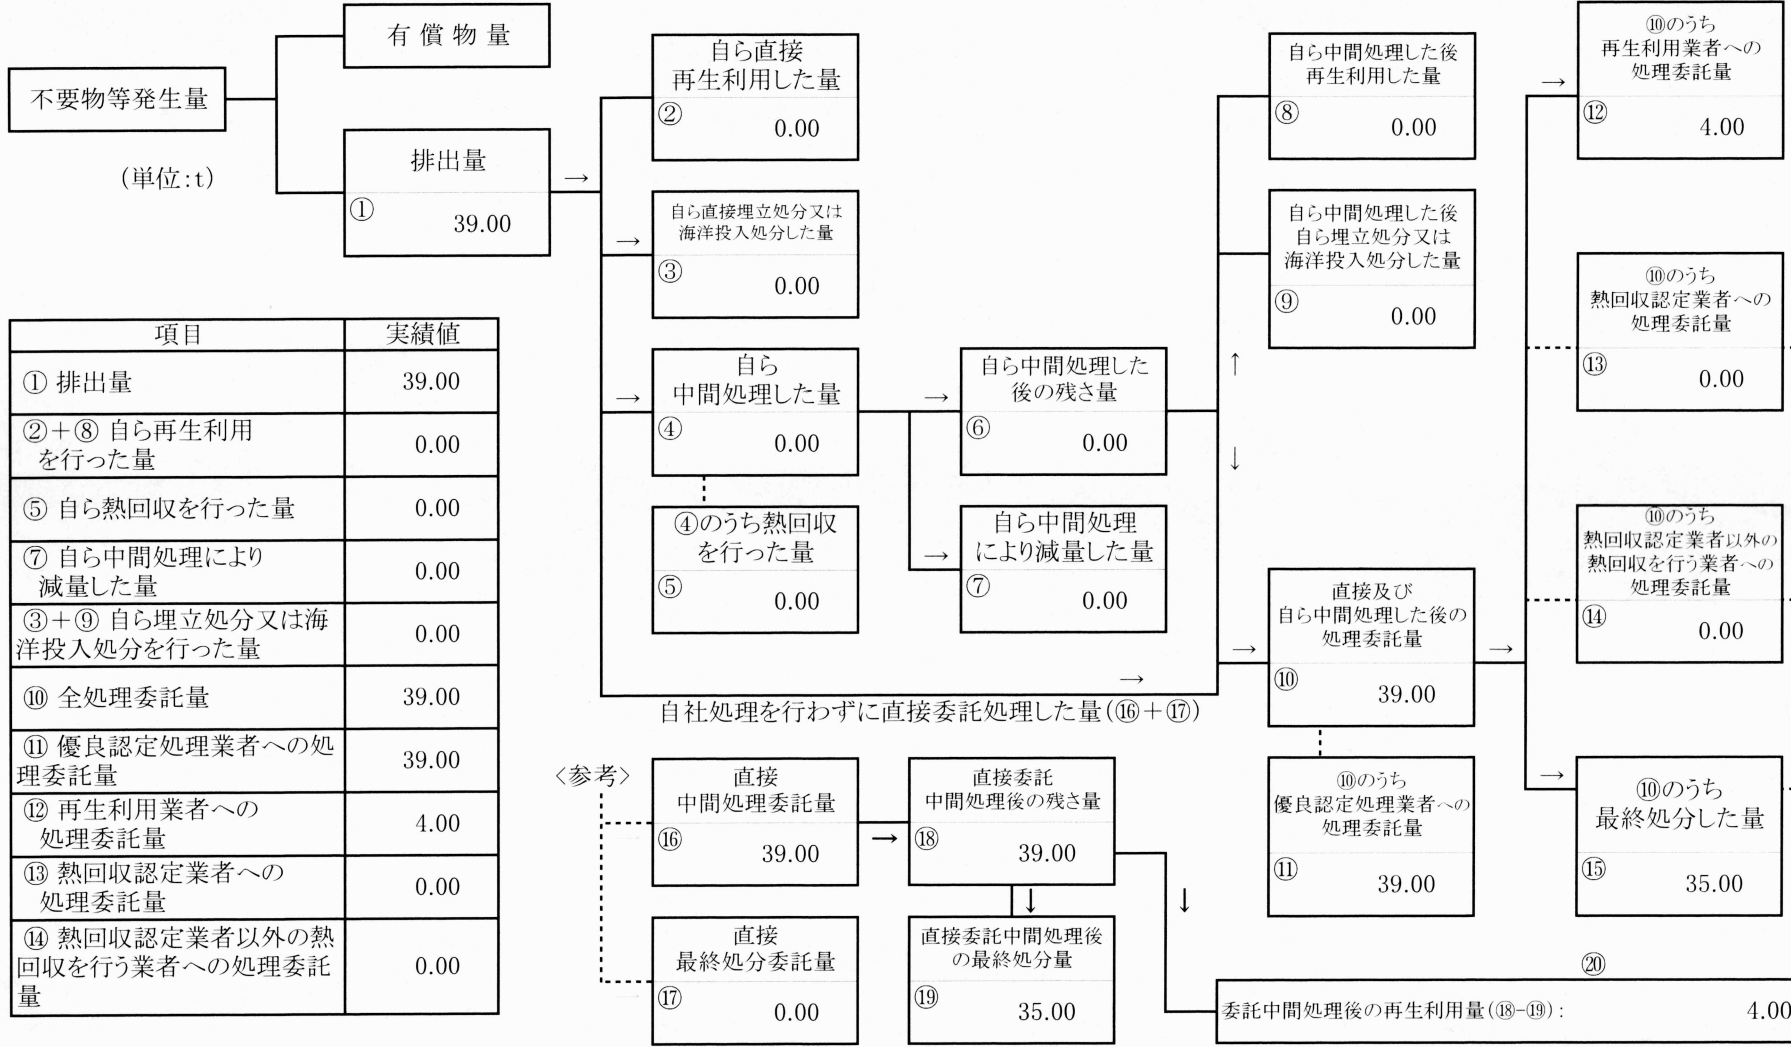 不要物等発生量
(単位:t)
有償物量
排出量
①
39.00
→
自ら直接
再生利用した量
②
0.00
→
自ら直接埋立処分又は
海洋投入処分した量
③
0.00
→
自ら
中間処理した量
④
0.00
④のうち熱回収
を行った量
⑤
0.00
→
自ら中間処理した
後の残さ量
⑥
0.00
→
自ら中間処理
により減量した量
⑦
0.00
↑
↓
自ら中間処理した後
再生利用した量
⑧
0.00
自ら中間処理した後
自ら埋立処分又は
海洋投入処分した量
⑨
0.00
→
自社処理を行わずに直接委託処理した量(⑯+⑰)
→
直接及び
自ら中間処理した後の
処理委託量
⑩
39.00
→
⑩のうち
優良認定処理業者への
処理委託量
⑪
39.00
→
⑩のうち
再生利用業者への
処理委託量
⑫
4.00
⑩のうち
熱回収認定業者への
処理委託量
⑬
0.00
⑩のうち
熱回収認定業者以外の
熱回収を行う業者への
処理委託量
⑭
0.00
→
⑩のうち
最終処分した量
⑮
35.00
項目 実績値
① 排出量 39.00
②+⑧ 自ら再生利用
を行った量 0.00
⑤ 自ら熱回収を行った量 0.00
⑦ 自ら中間処理により
減量した量 0.00
③+⑨ 自ら埋立処分又は海
洋投入処分を行った量 0.00
⑩ 全処理委託量 39.00
⑪ 優良認定処理業者への処
理委託量 39.00
⑫ 再生利用業者への
処理委託量 4.00
⑬ 熱回収認定業者への
処理委託量 0.00
⑭ 熱回収認定業者以外の熱
回収を行う業者への処理委託
量 0.00
<参考>
直接
中間処理委託量
⑯
39.00
→
直接委託
中間処理後の残さ量
⑱
39.00
↓
↓
直接
最終処分委託量
⑰
0.00
直接委託中間処理後
の最終処分量
⑲
35.00
⑳
委託中間処理後の再生利用量(⑱-⑲): 4.00